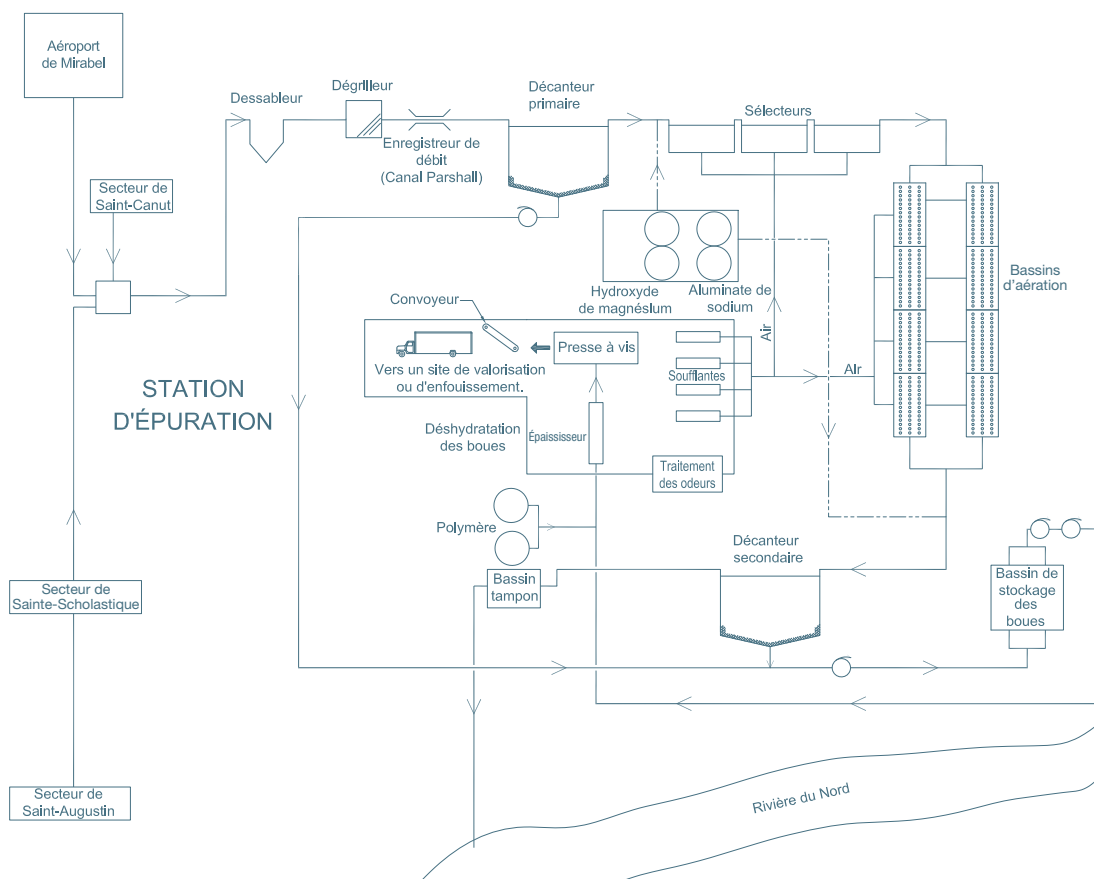 Aéroport
de Mirabel
Dessableur
Dégrilleur
Décanteur
primaire
Sélecteurs
Enregistreur de
débit
(Canal Parshall)
Secteur de
Saint-Canut
Hydroxyde
de magnésium
Aluminate de
sodium
Bassins
d'aération
Convoyeur
Presse à vis
Air
Vers un site de valorisation
ou d'enfouissement.
Soufflantes
Air
STATION
D'ÉPURATION
Déshydratation
des boues
Épaississeur
Traitement
des odeurs
Polymère
Décanteur
secondaire
Bassin
tampon
Bassin de
stockage
des
boues
Secteur de
Sainte-Scholastique
Secteur de
Saint-Augustin
Rivière du Nord